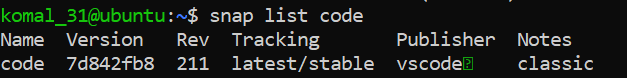 komal_31@ubuntu:~$ snap list code
Name  Version   Rev  Tracking       Publisher  Notes
code  7d842fb8  211  latest/stable  vscode  classic